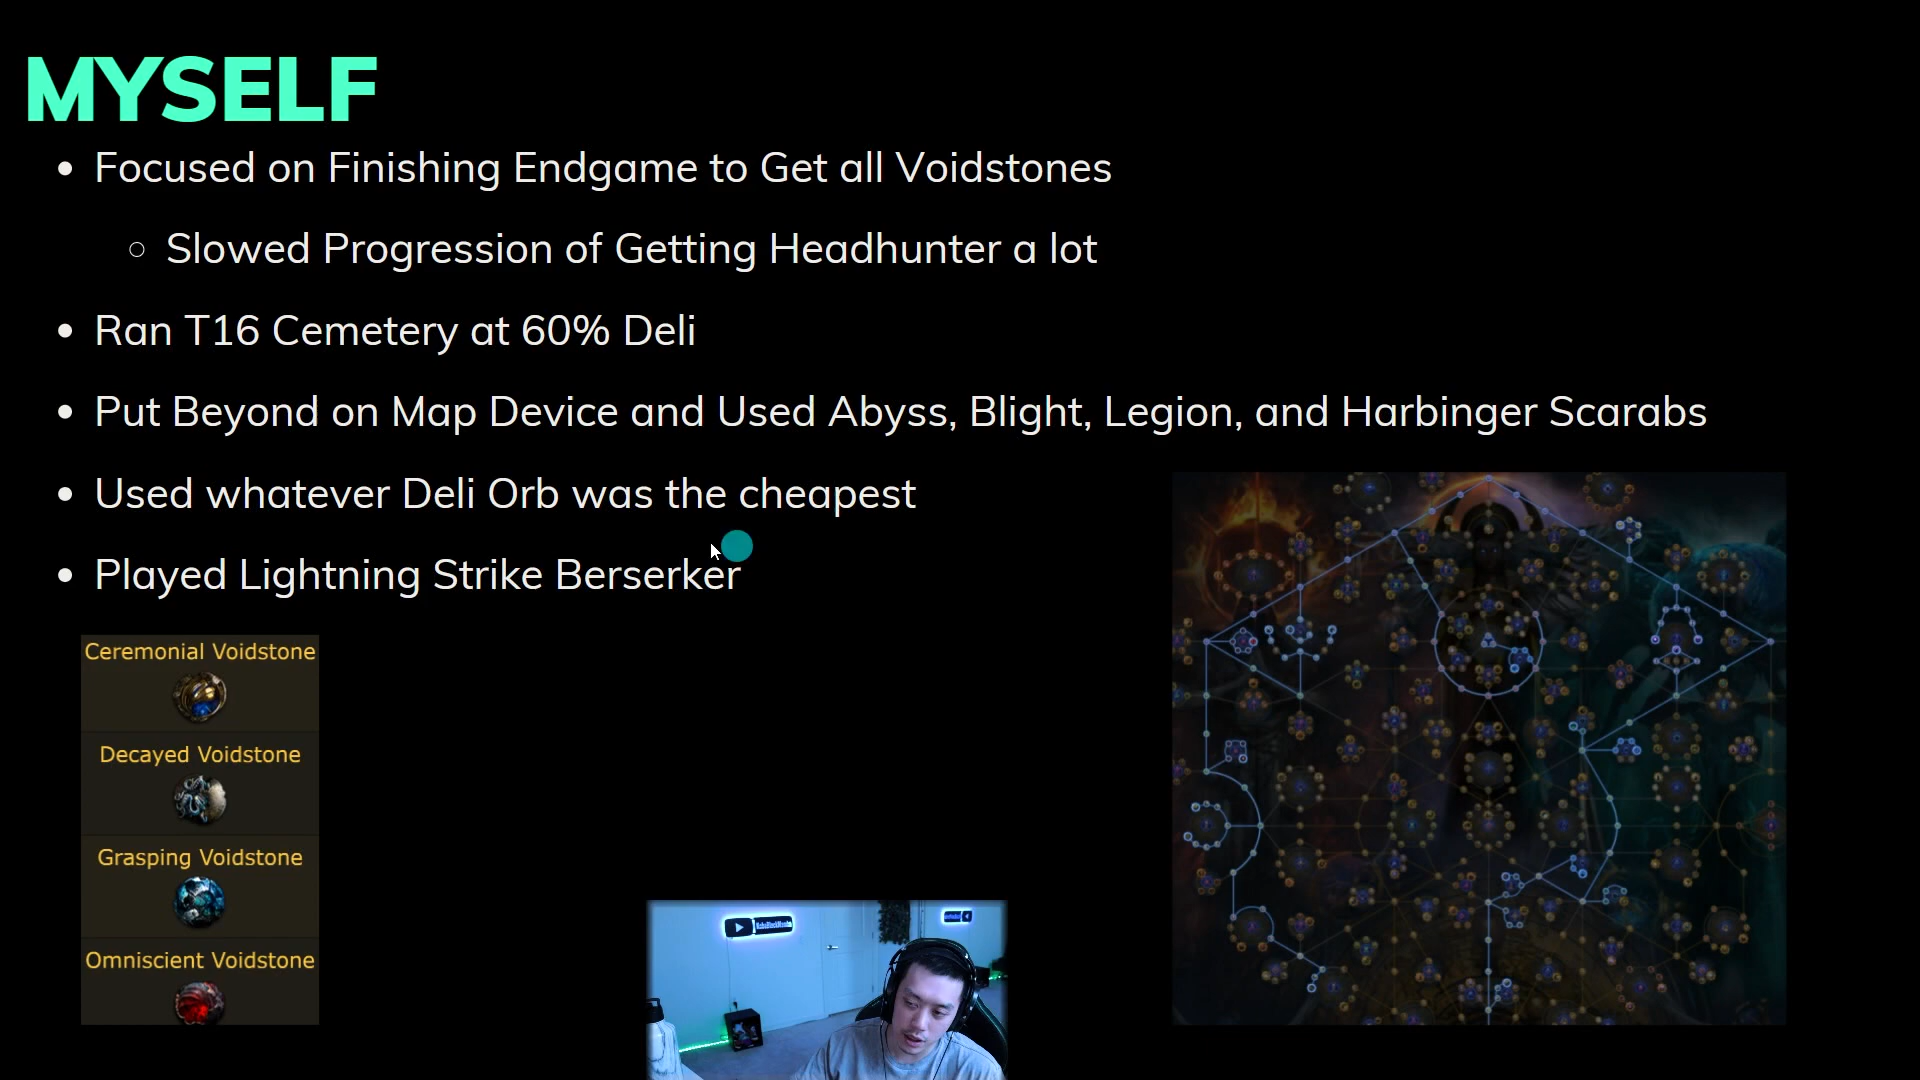 MYSELF
Focused on Finishing Endgame to Get all Voidstones
Slowed Progression of Getting Headhunter a lot
Ran T16 Cemetery at 60% Deli
Put Beyond on Map Device and Used Abyss, Blight, Legion, and Harbinger Scarabs
Used whatever Deli Orb was the cheapest
Played Lightning Strike Berserker
Ceremonial Voidstone
Decayed Voidstone
Grasping Voidstone
Omniscient Voidstone